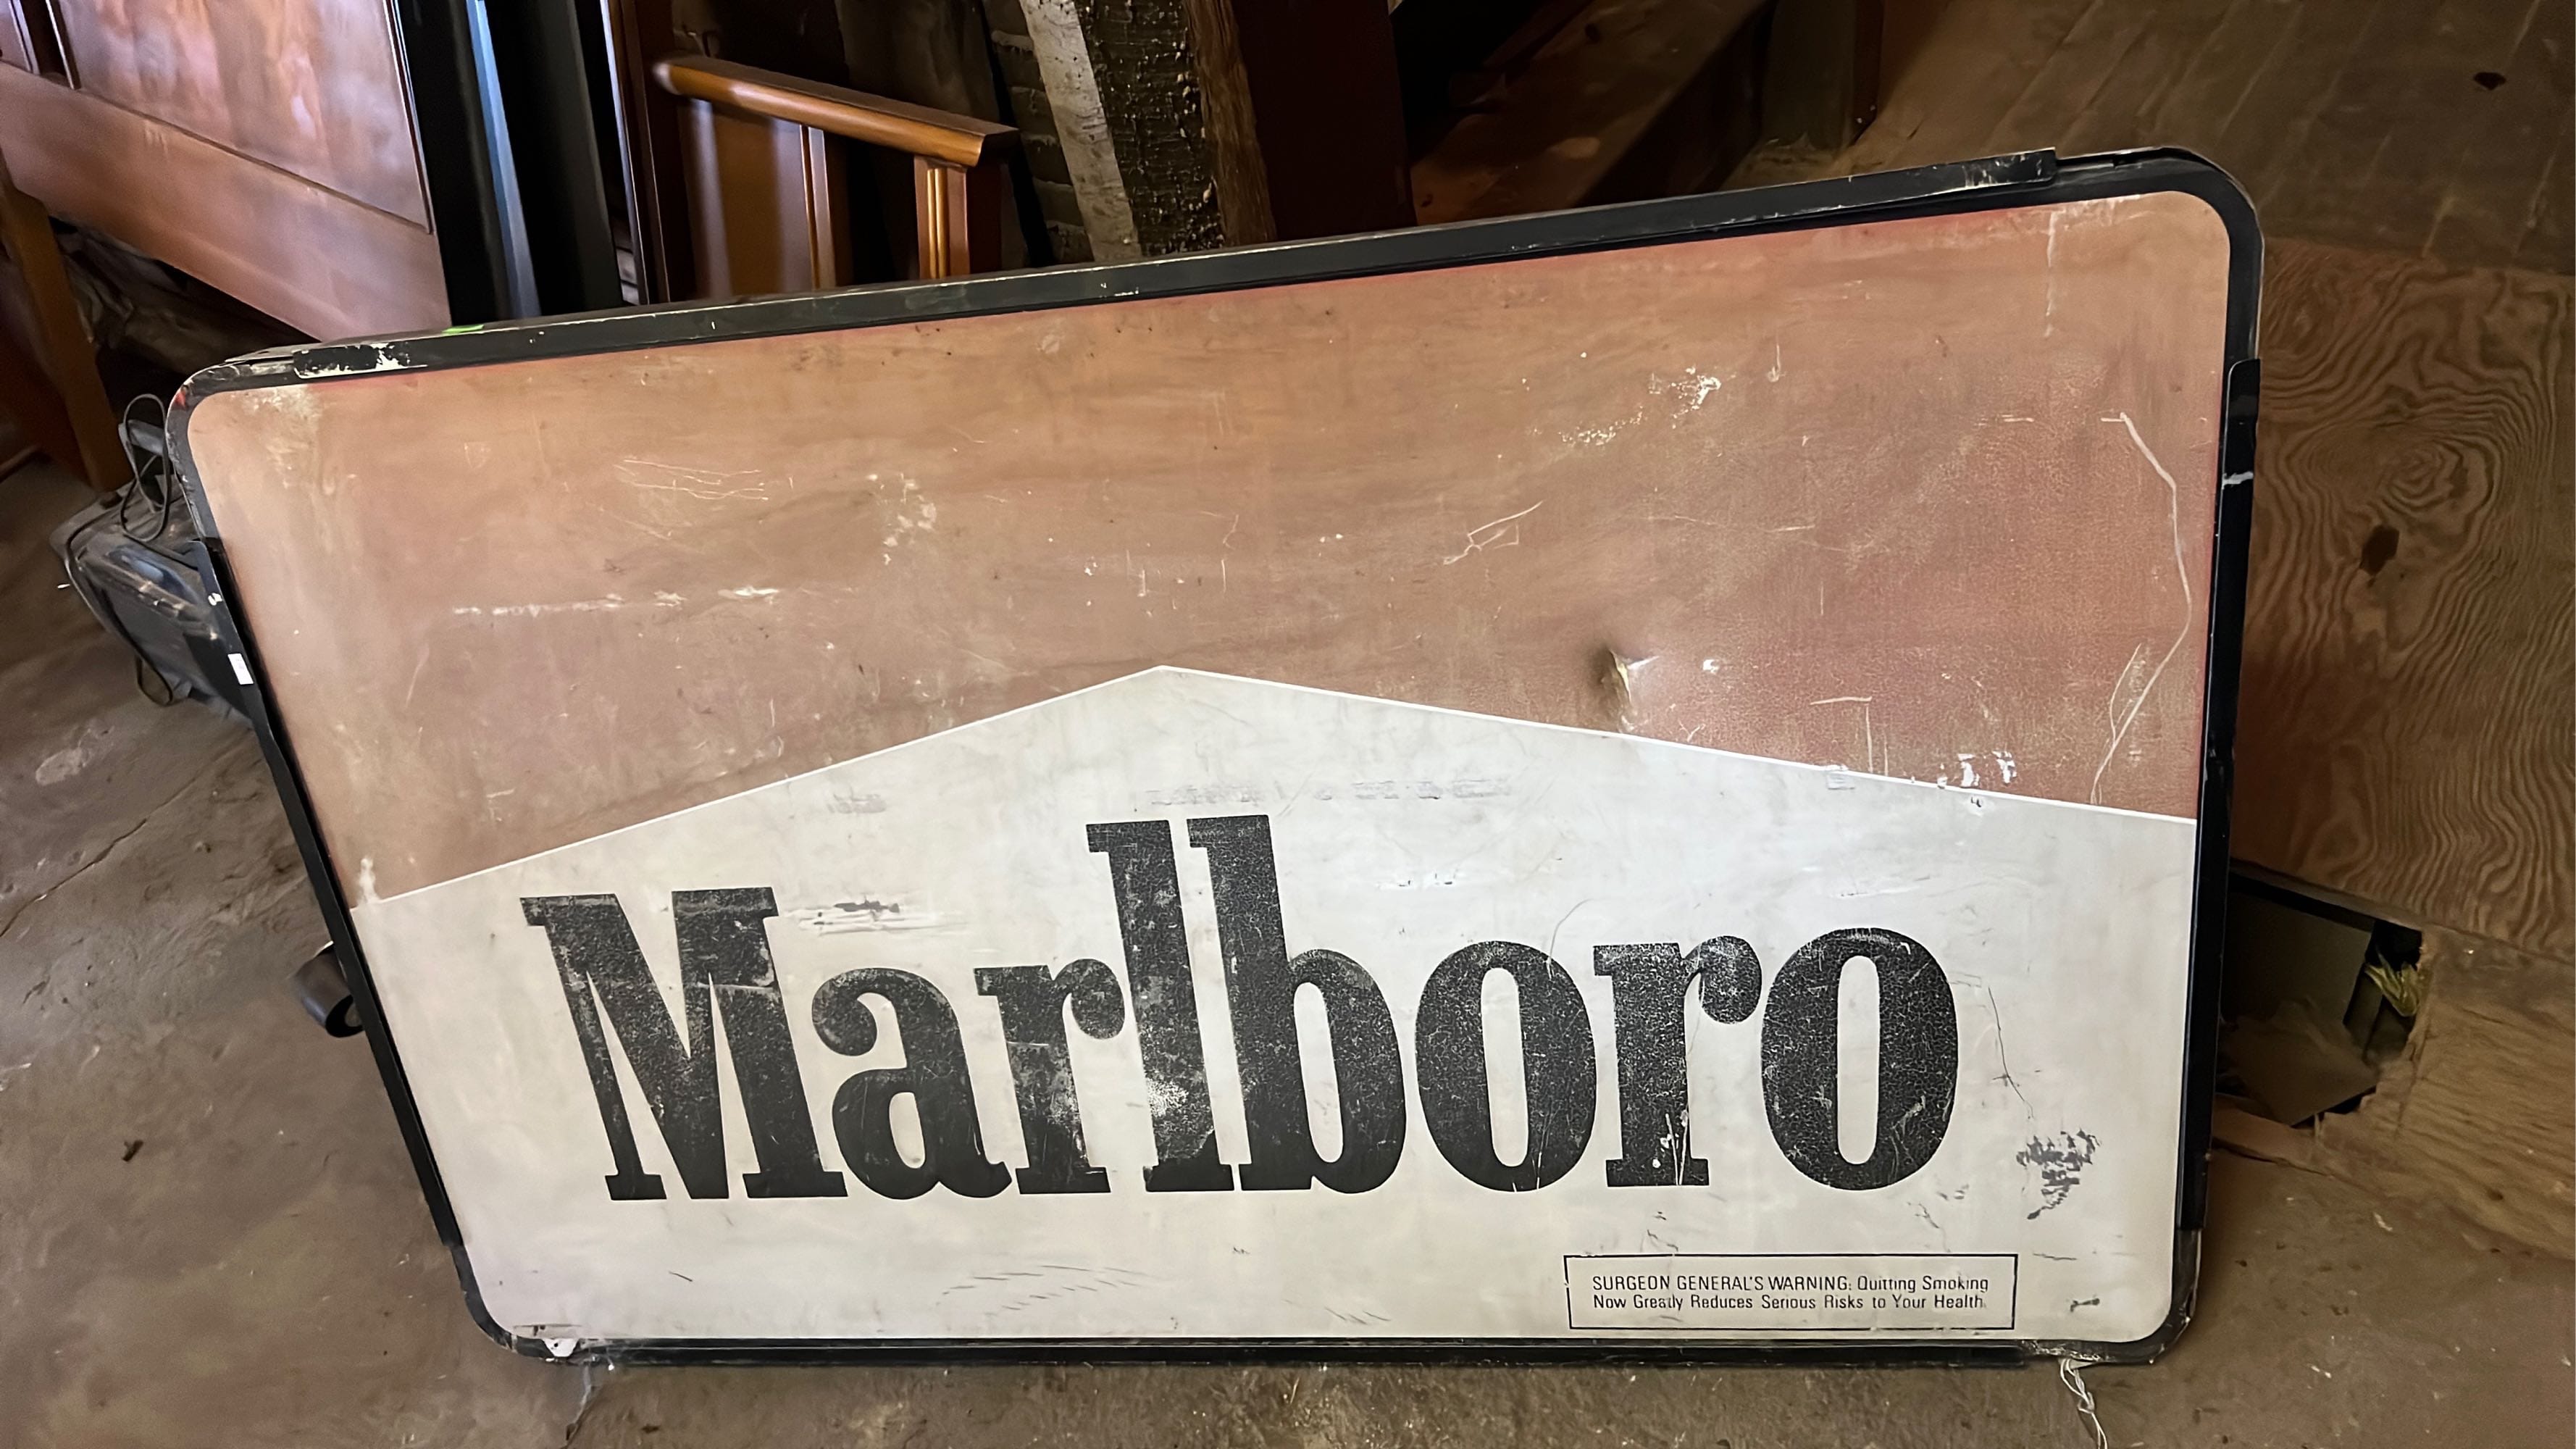 Marlboro
SURGEON GENERAL'S WARNING: Quitting Smoking
Now Greatly Reduces Serious Risks to Your Health.